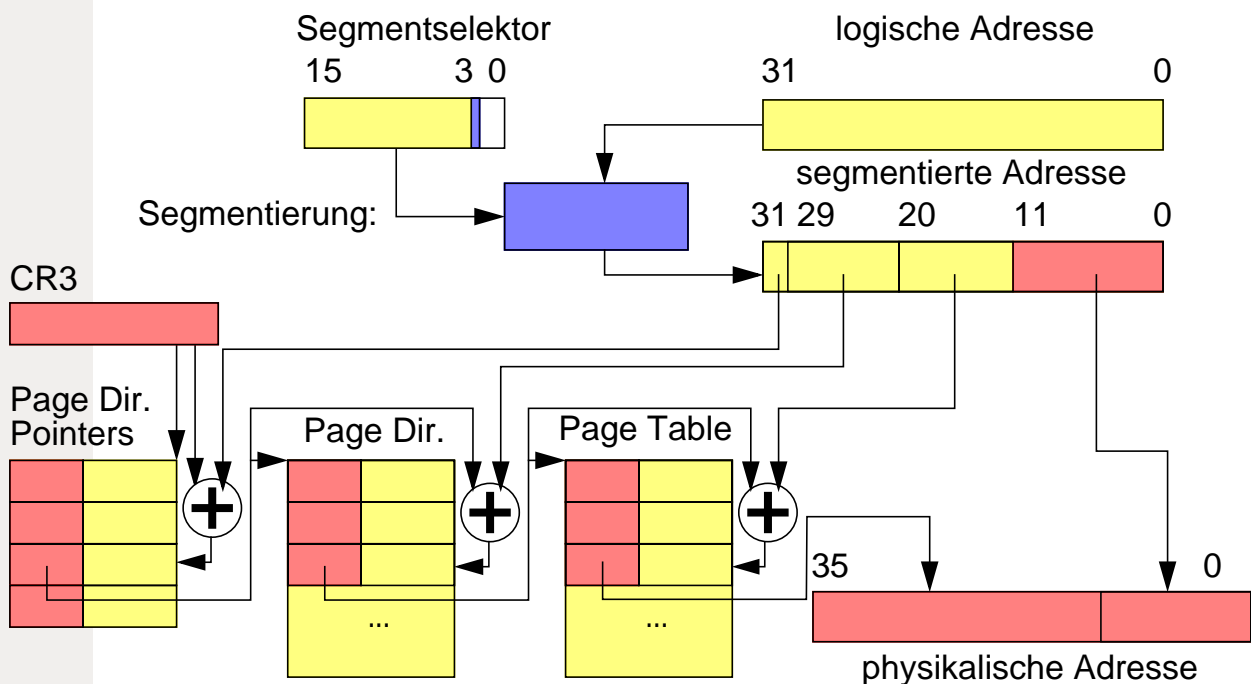 Segmentselektor
logische Adresse
15 3 0
31 0
segmentierte Adresse
Segmentierung:
31 29 20 11 0
CR3
Page Dir.
Pointers
Page Dir.
Page Table
35 0
...
...
physikalische Adresse